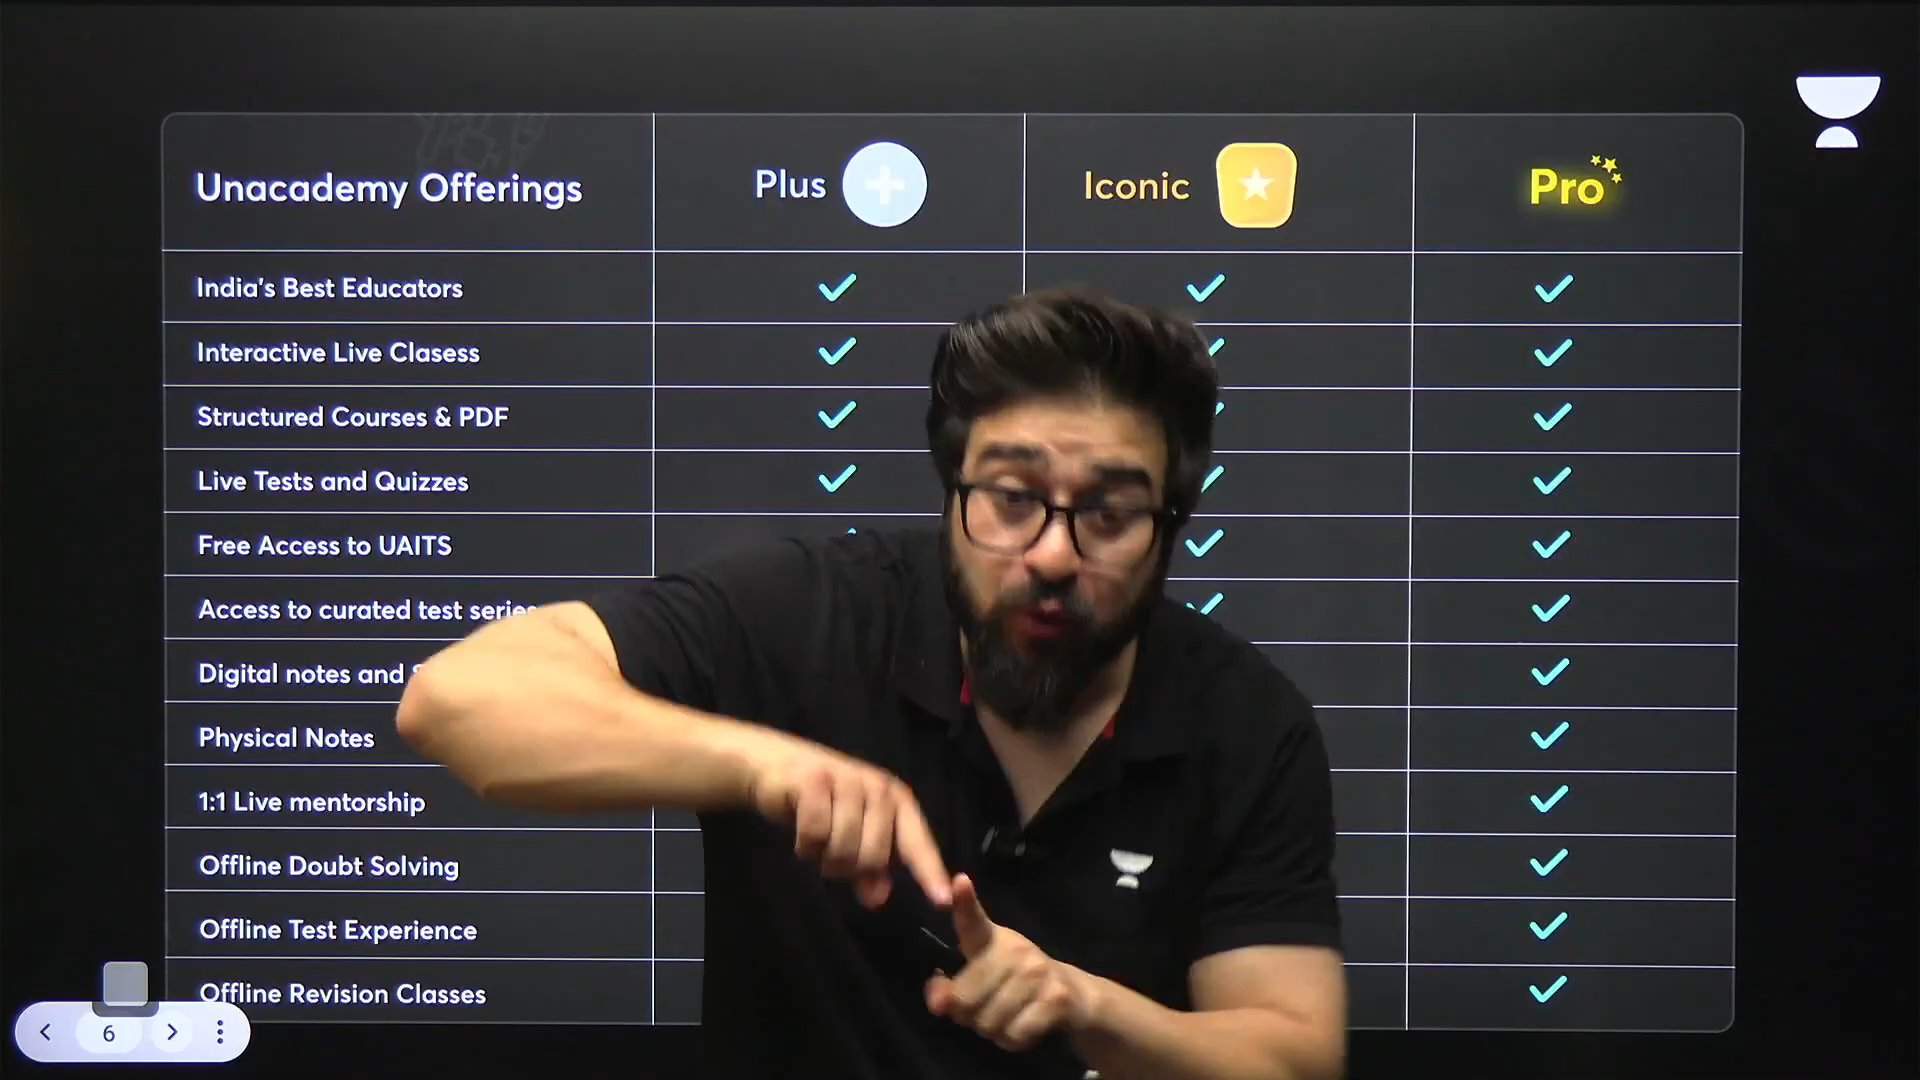 Unacademy Offerings Plus Iconic Pro
India's Best Educators
Interactive Live Clasess
Structured Courses & PDF
Live Tests and Quizzes
Free Access to UAITS
Access to curated test series
Digital notes and
Physical Notes
1:1 Live mentorship
Offline Doubt Solving
Offline Test Experience
Offline Revision Classes
6